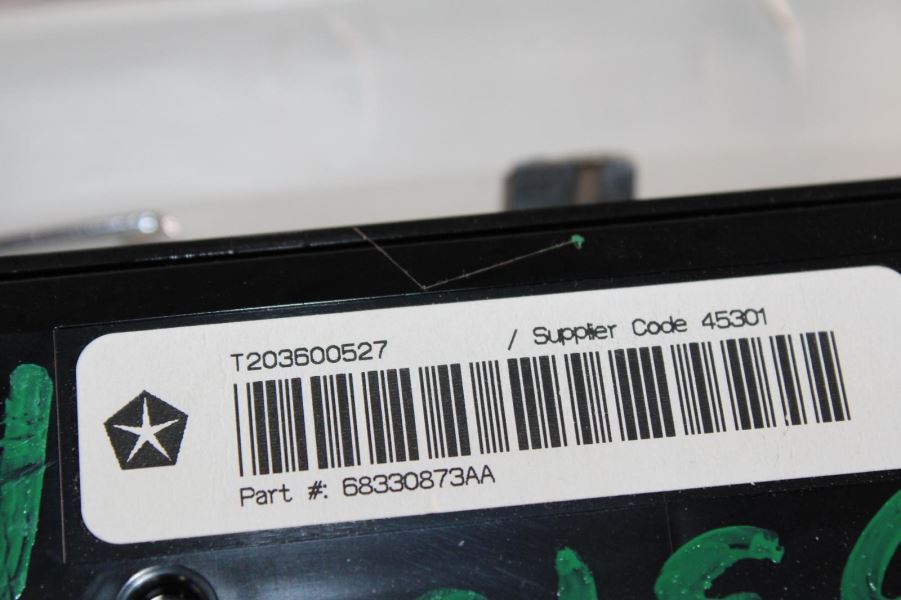 T203600527 / Supplier Code 45301
Part #: 68330873AA